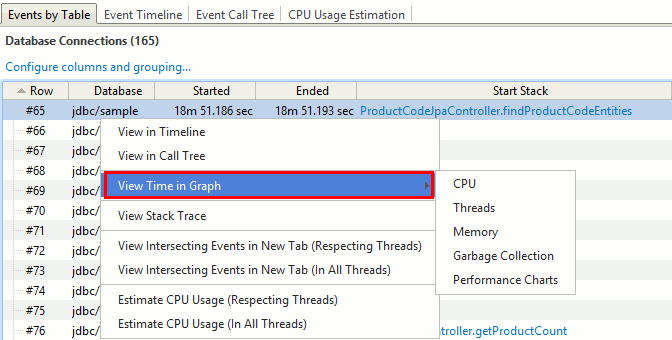 Events by Table Event Timeline Event Call Tree CPU Usage Estimation
Database Connections (165)
Configure columns and grouping...
Row Database Started Ended Start Stack
#65 jdbc/sample 18m 51.186 sec 18m 51.193 sec ProductCodeJpaController.findProductCodeEntities
#66 jdbc/
View in Timeline
#67 jdbc/
View in Call Tree
#68 jdbc/
#69 jdbc/
View Time in Graph
CPU
#70 jdbc/
View Stack Trace
Threads
#71 jdbc/
Memory
#72 jdbc/
View Intersecting Events in New Tab (Respecting Threads)
Garbage Collection
#73 jdbc/
View Intersecting Events in New Tab (In All Threads)
Performance Charts
#74 jdbc/
Estimate CPU Usage (Respecting Threads)
#75 jdbc/
Estimate CPU Usage (In All Threads)
#76 jdbc/
ntroller.getProductCount